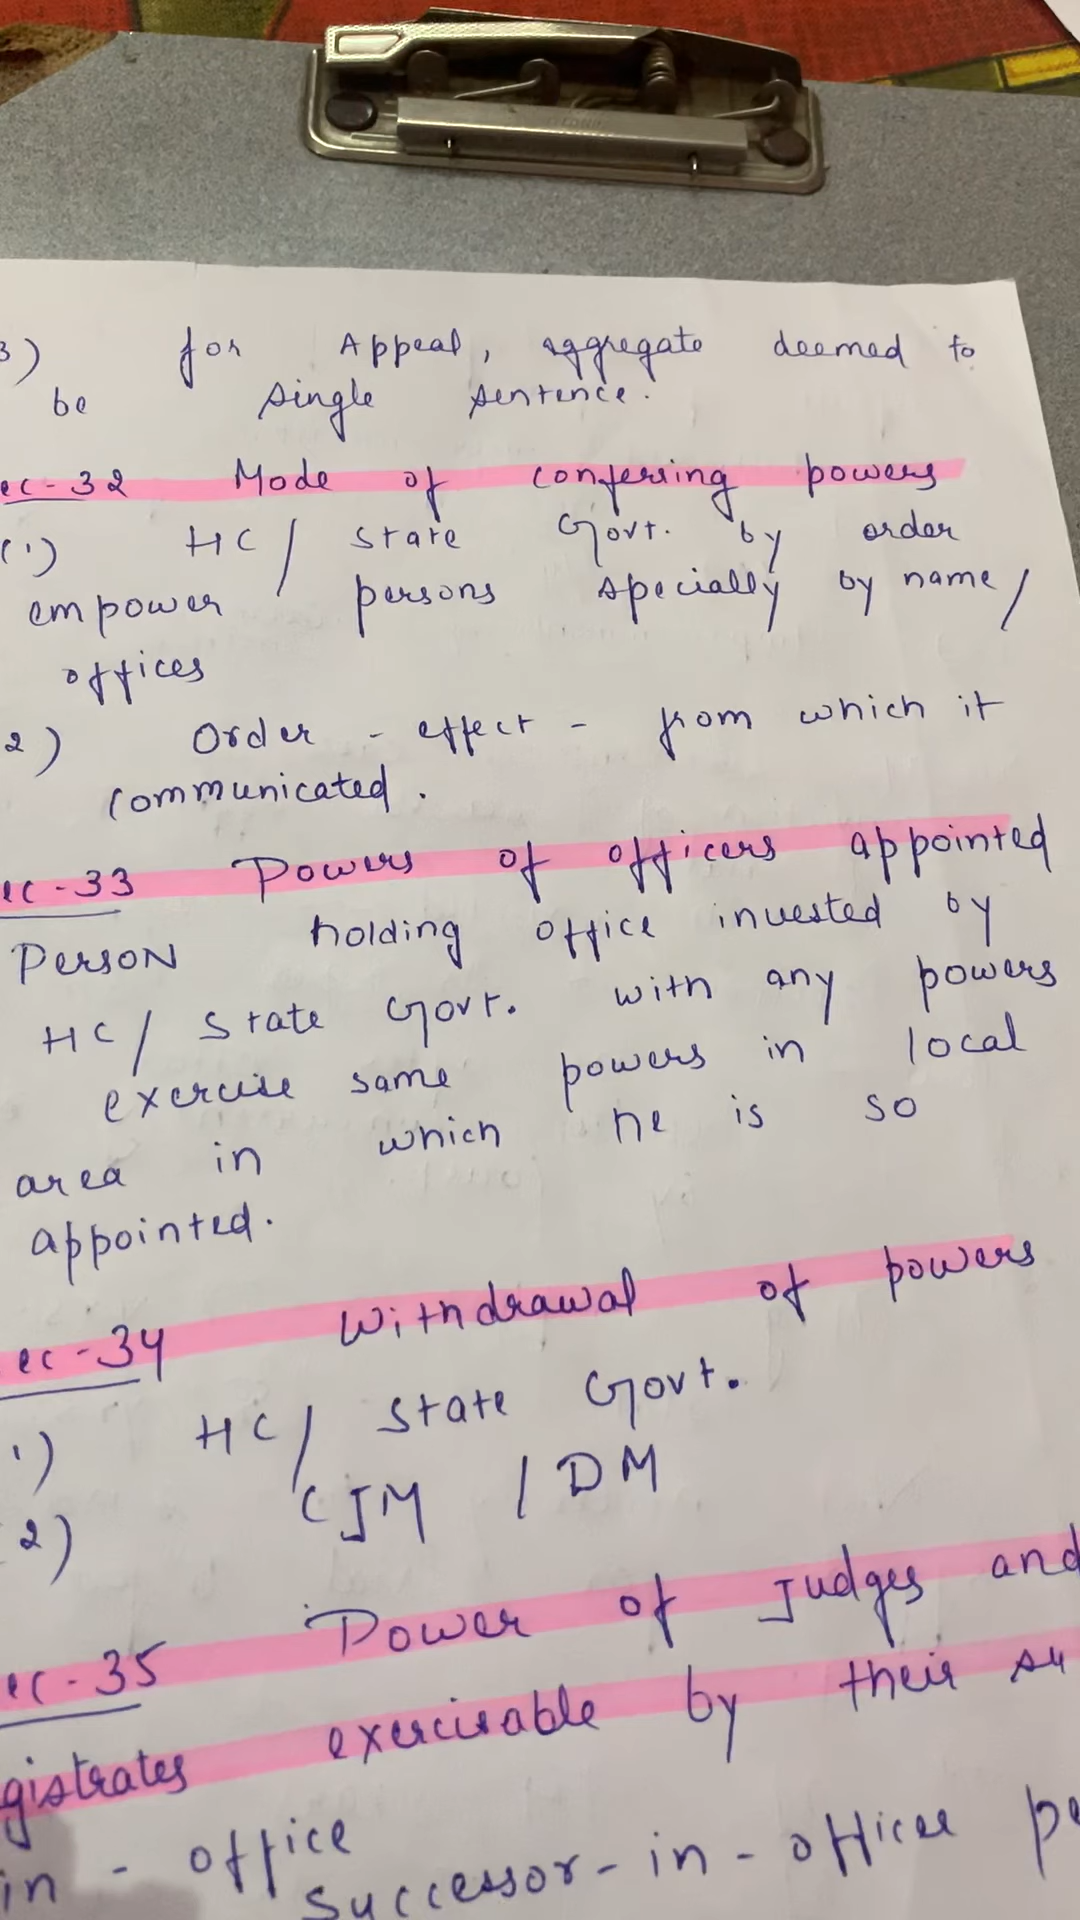 3) for Appeal, aggregate deemed to
be single sentence.
ec-32 Mode of conferring powers
(1) HC / State Govt. by order
empower persons specially by name /
offices
2) Order - effect - from which it
communicated.
ec-33 Powers of officers appointed
Person holding office invested by
HC / State Govt. with any powers
exercise same powers in local
area in which he is so
appointed.
ec-34 Withdrawal of powers
1) HC / State Govt.
2) CJM / DM
ec-35 Power of Judges and
gistrates exercisable by their su
in - office
Successor-in-office pe